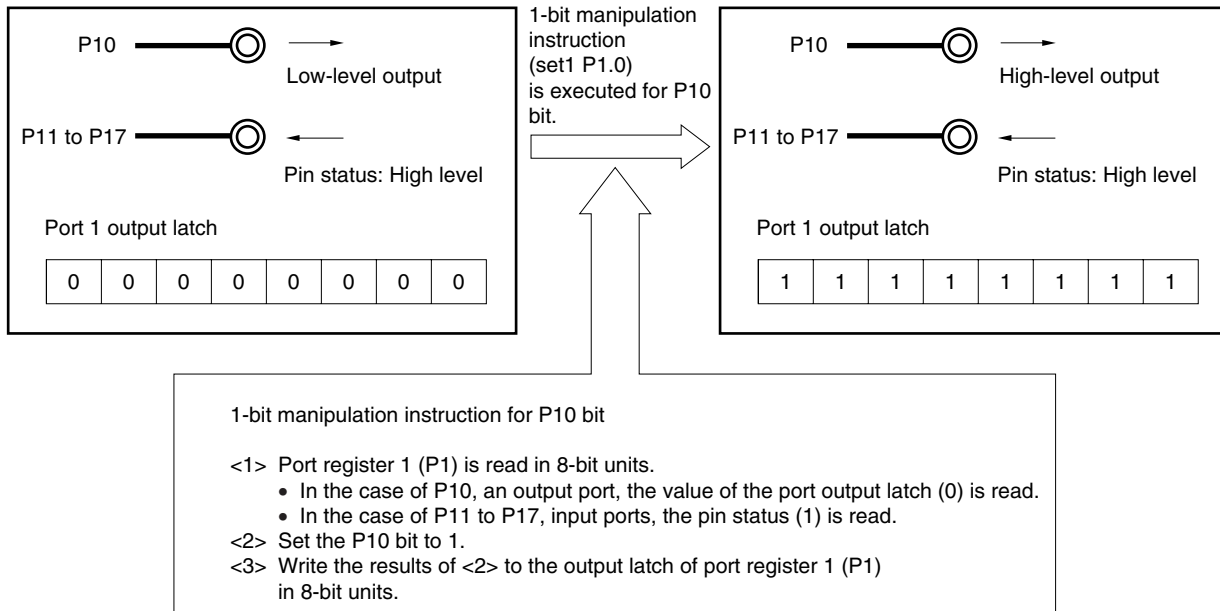 P10
Low-level output
P11 to P17
Pin status: High level
Port 1 output latch
0 0 0 0 0 0 0 0
1-bit manipulation
instruction
(set1 P1.0)
is executed for P10
bit.
P10
High-level output
P11 to P17
Pin status: High level
Port 1 output latch
1 1 1 1 1 1 1 1
1-bit manipulation instruction for P10 bit
<1> Port register 1 (P1) is read in 8-bit units.
• In the case of P10, an output port, the value of the port output latch (0) is read.
• In the case of P11 to P17, input ports, the pin status (1) is read.
<2> Set the P10 bit to 1.
<3> Write the results of <2> to the output latch of port register 1 (P1)
in 8-bit units.